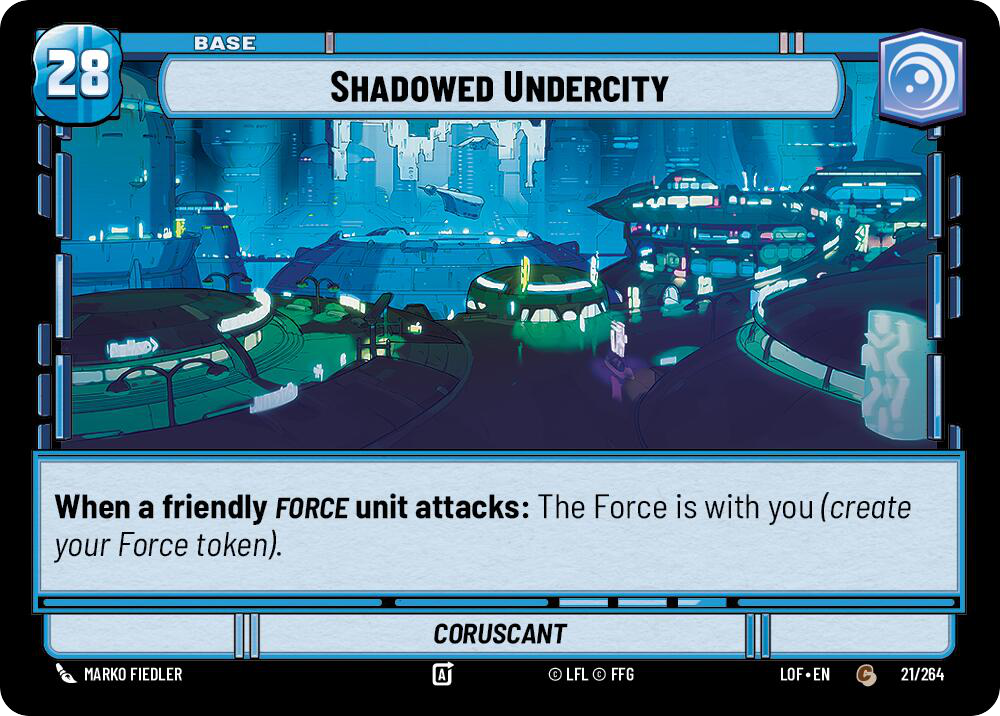 BASE
28
SHADOWED UNDERCITY
When a friendly FORCE unit attacks: The Force is with you (create
your Force token).
CORUSCANT
MARKO FIEDLER
A
© LFL © FFG
LOF • EN
C
21/264